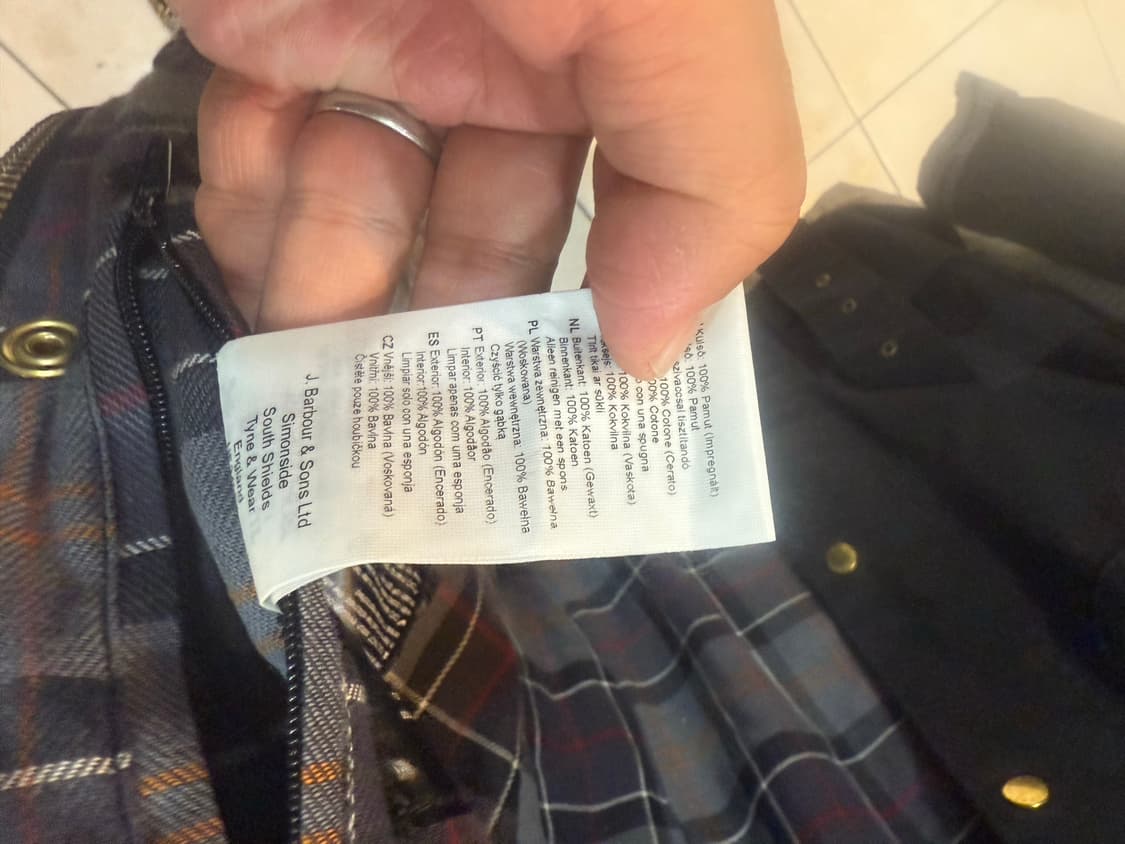 Külső: 100% Pamut (Impregnált)
100% Pamut
tisztítandó
100% Cotone (Cerato)
Cotone
con una spugna
100% Kokvilna (Vaskota)
100% Kokvilna
Tīrīt tikai ar sūkli
NL Buitenkant: 100% Katoen (Gewaxt)
Binnenkant: 100% Katoen
Alleen reinigen met een spons
PL Warstwa zewnętrzna: 100% Bawełna
(Woskowana)
Warstwa wewnętrzna: 100% Bawełna
Czyścić tylko gąbką
PT Exterior: 100% Algodão (Encerado)
Interior: 100% Algodãor
Limpar apenas com uma esponja
ES Exterior: 100% Algodón (Encerado)
Interior:100% Algodón
Limpiar solo con una esponja
CZ Vnější: 100% Bavlna (Voskovaná)
Vnitřní: 100% Bavlna
Čistěte pouze houbičkou
J. Barbour & Sons Ltd
Simonside
South Shields
Tyne & Wear
England